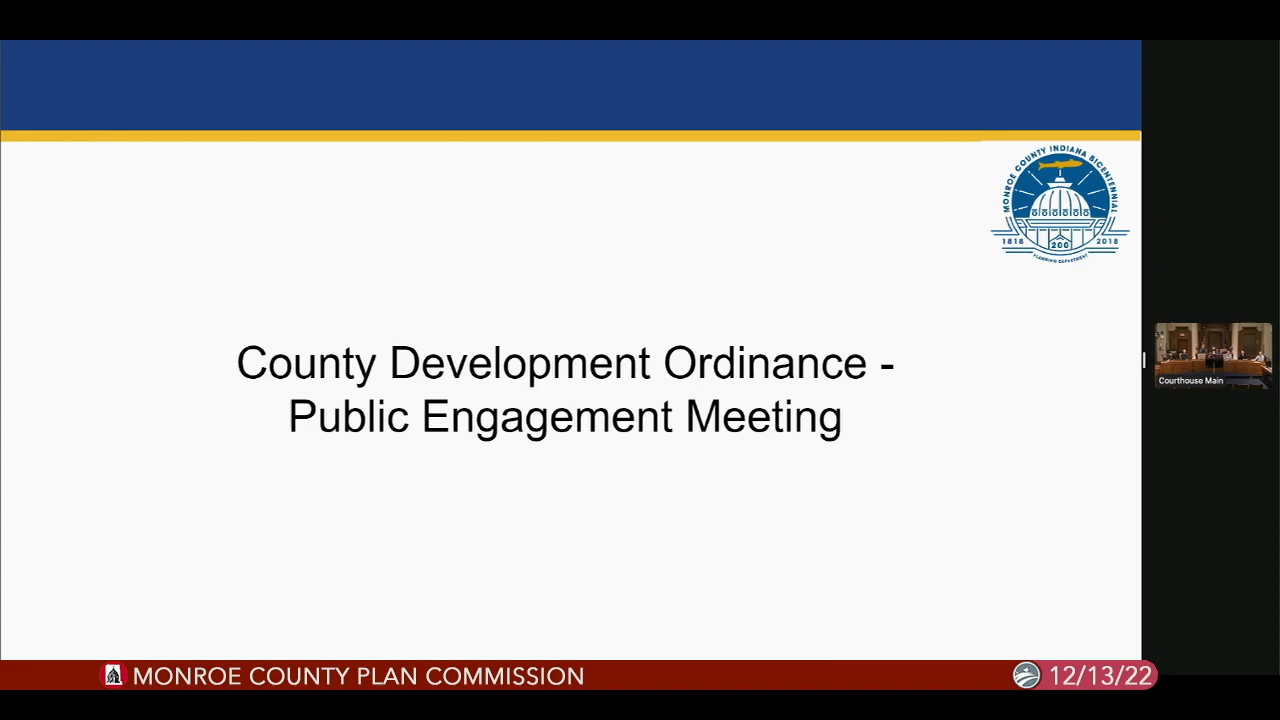 MONROE COUNTY INDIANA BICENTENNIAL
1818
200
2018
PLANNING DEPARTMENT
County Development Ordinance -
Public Engagement Meeting
Courthouse Main
MONROE COUNTY PLAN COMMISSION
12/13/22